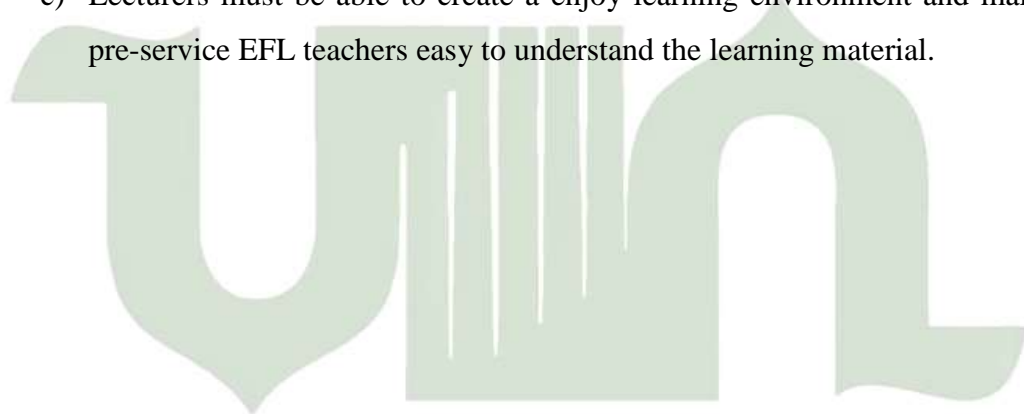 Lecturers must be able to create a enjoy learning environment and
pre-service EFL teachers easy to understand the learning material.
UIN